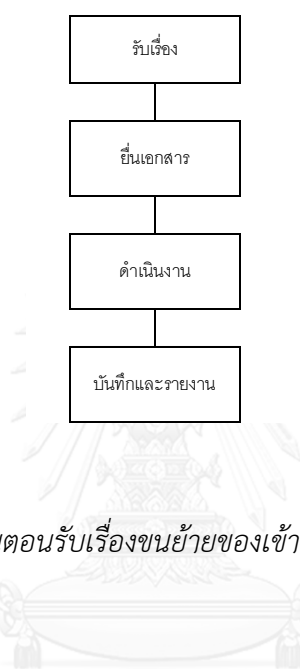 รับเรื่อง
ยื่นเอกสาร
ดำเนินงาน
บันทึกและรายงาน
ตอนรับเรื่องขนย้ายของเข้า